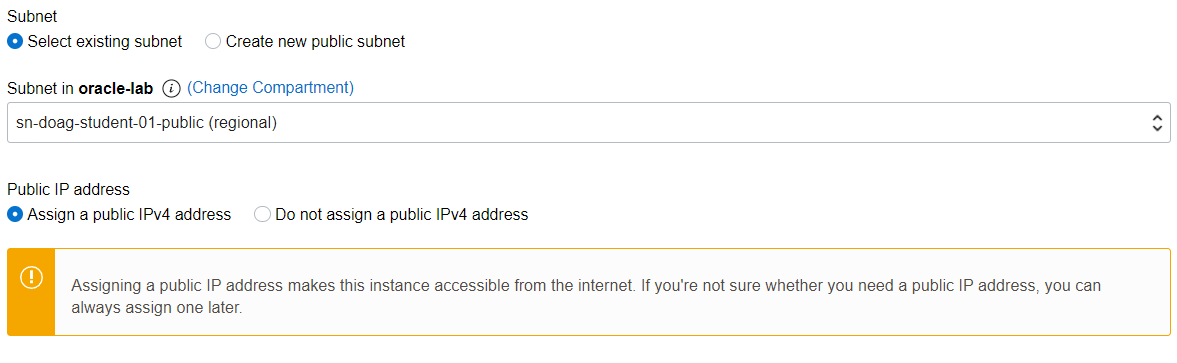 Subnet
Select existing subnet Create new public subnet
Subnet in oracle-lab i (Change Compartment)
sn-doag-student-01-public (regional)
Public IP address
Assign a public IPv4 address Do not assign a public IPv4 address
! Assigning a public IP address makes this instance accessible from the internet. If you're not sure whether you need a public IP address, you can
always assign one later.